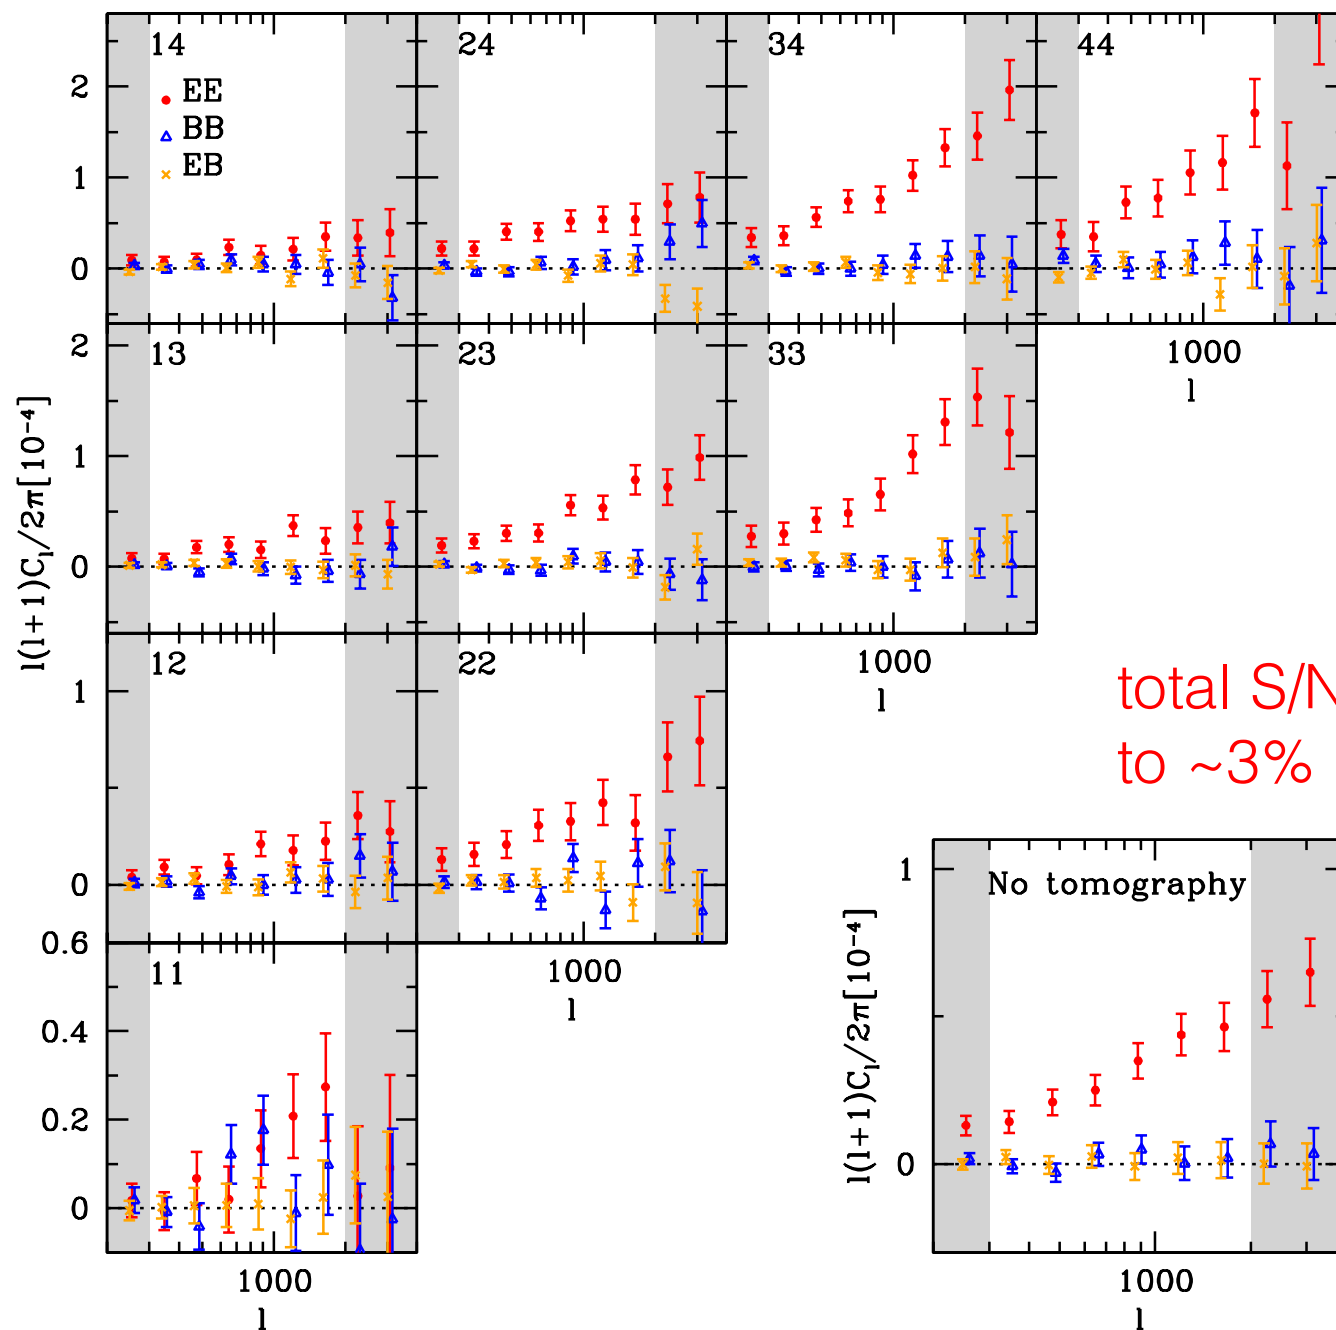 14
24
34
44
EE
BB
EB
2
1
0
1000
l
13
23
33
2
1
0
l(l+1)C_l/2π[10⁻⁴]
1000
l
12
22
1
0
total S/N
to ~3%
0.6
11
1000
l
0.4
0.2
0
1000
l
No tomography
1
0
l(l+1)C_l/2π[10⁻⁴]
1000
l